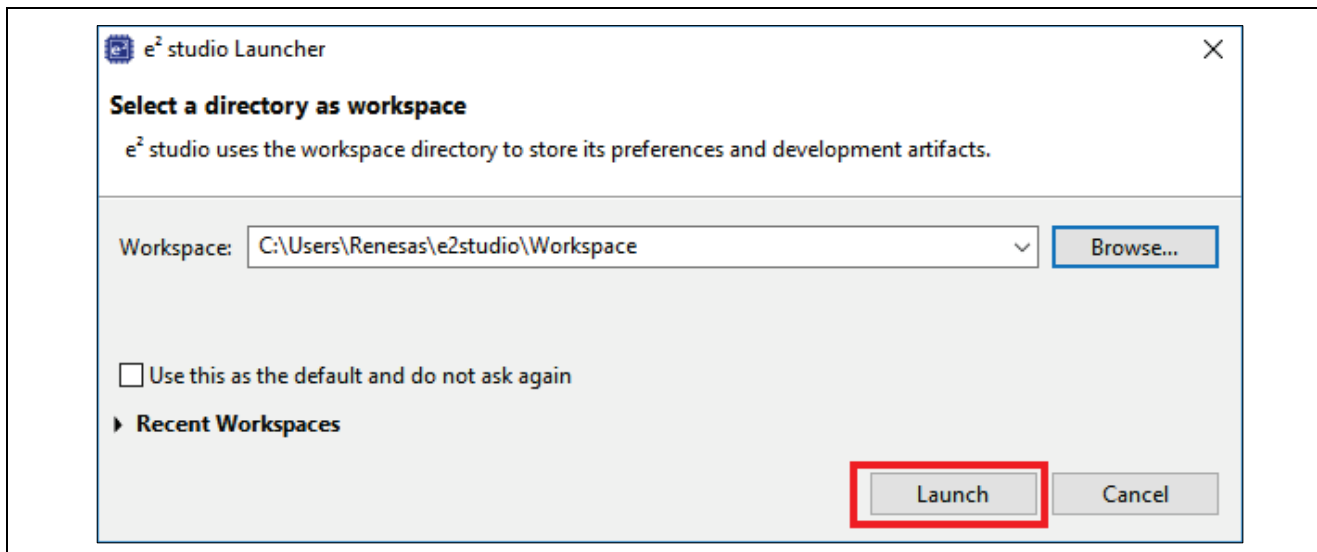 e² studio Launcher
Select a directory as workspace
e² studio uses the workspace directory to store its preferences and development artifacts.
Workspace: C:\Users\Renesas\e2studio\Workspace Browse...
Use this as the default and do not ask again
Recent Workspaces
Launch Cancel